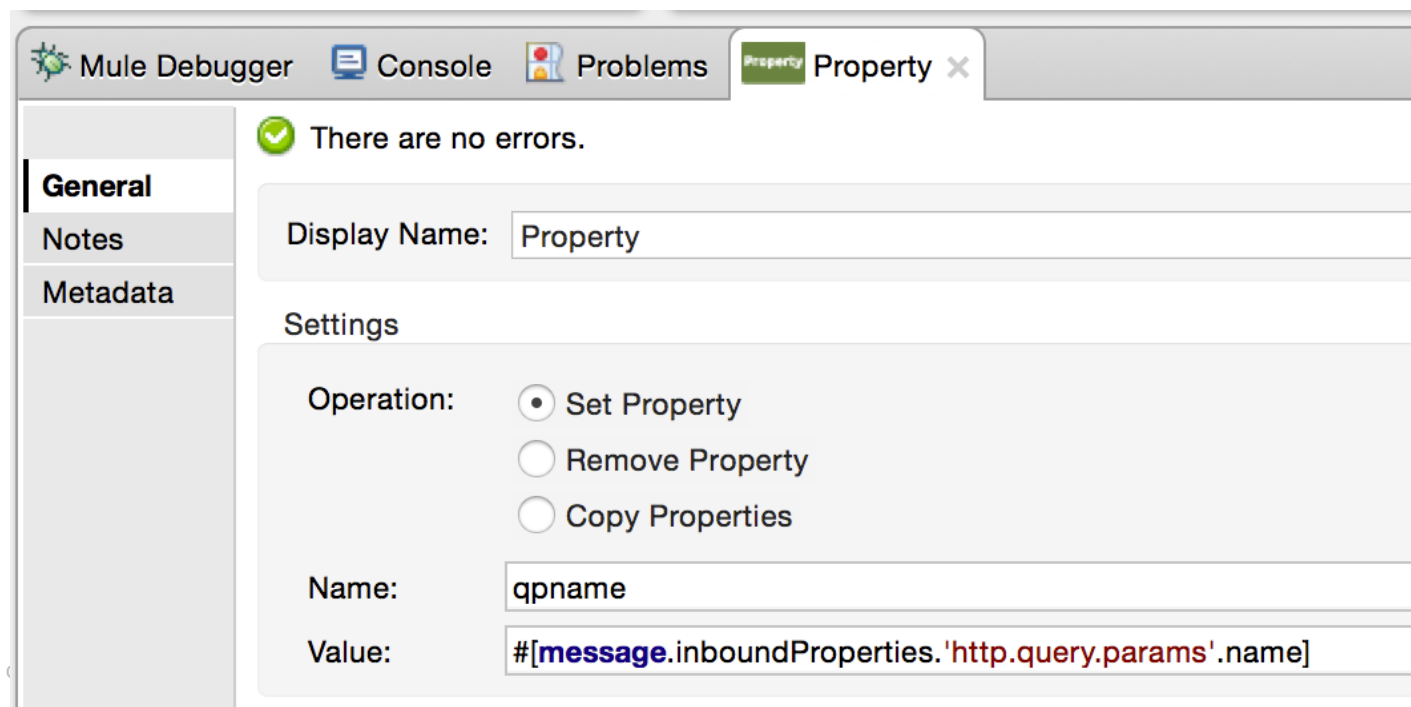 Mule Debugger Console Problems Property Property
There are no errors.
General
Notes
Metadata
Display Name: Property
Settings
Operation: Set Property
Remove Property
Copy Properties
Name: qpname
Value: #[message.inboundProperties.'http.query.params'.name]